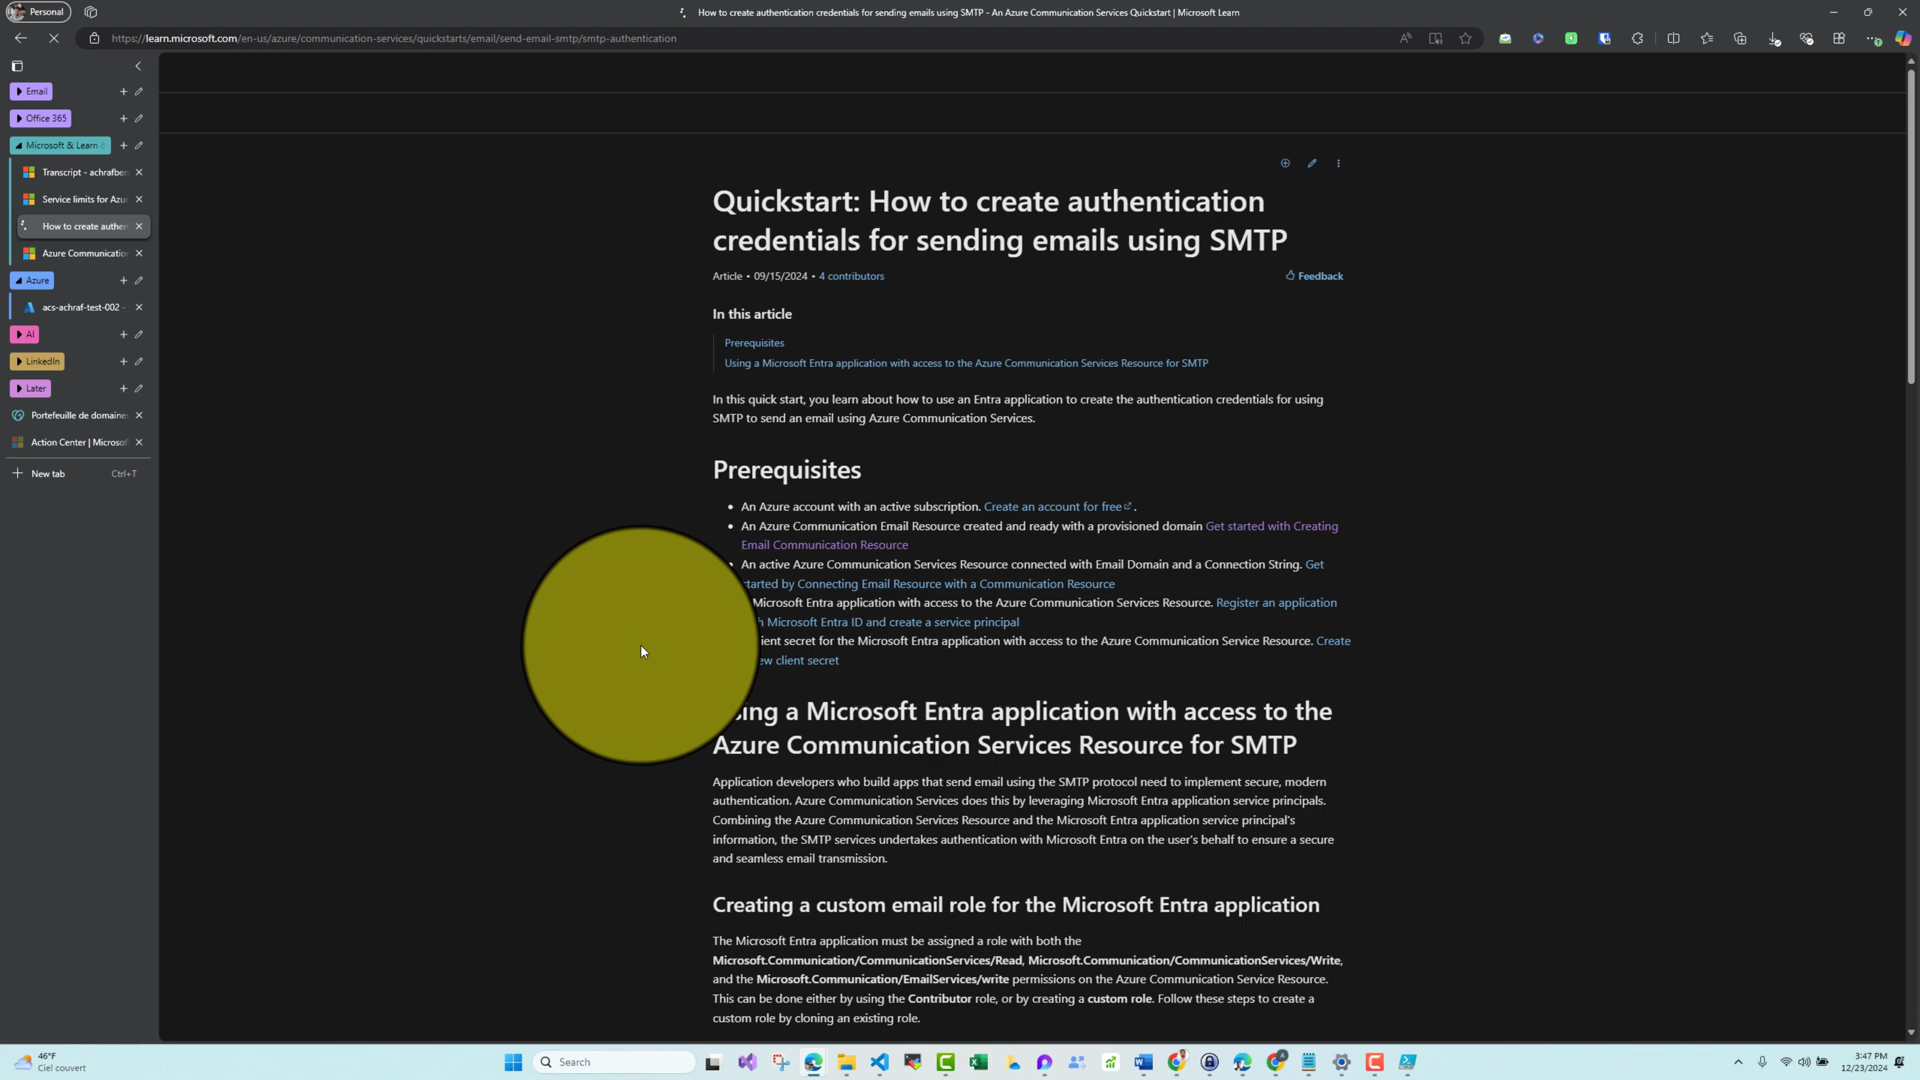 Personal
How to create authentication credentials for sending emails using SMTP - An Azure Communication Services Quickstart | Microsoft Learn
https://learn.microsoft.com/en-us/azure/communication-services/quickstarts/email/send-email-smtp/smtp-authentication
Email
Office 365
Microsoft & Learn
Transcript - achrafber
Service limits for Azu
How to create authen
Azure Communication
Azure
acs-achraf-test-002 -
AI
LinkedIn
Later
Portefeuille de domaines
Action Center | Microsof
New tab Ctrl+T
Quickstart: How to create authentication
credentials for sending emails using SMTP
Article • 09/15/2024 • 4 contributors
Feedback
In this article
Prerequisites
Using a Microsoft Entra application with access to the Azure Communication Services Resource for SMTP
In this quick start, you learn about how to use an Entra application to create the authentication credentials for using
SMTP to send an email using Azure Communication Services.
Prerequisites
• An Azure account with an active subscription. Create an account for free.
• An Azure Communication Email Resource created and ready with a provisioned domain Get started with Creating
Email Communication Resource
An active Azure Communication Services Resource connected with Email Domain and a Connection String. Get
started by Connecting Email Resource with a Communication Resource
Microsoft Entra application with access to the Azure Communication Services Resource. Register an application
Microsoft Entra ID and create a service principal
ient secret for the Microsoft Entra application with access to the Azure Communication Service Resource. Create
ew client secret
ing a Microsoft Entra application with access to the
Azure Communication Services Resource for SMTP
Application developers who build apps that send email using the SMTP protocol need to implement secure, modern
authentication. Azure Communication Services does this by leveraging Microsoft Entra application service principals.
Combining the Azure Communication Services Resource and the Microsoft Entra application service principal's
information, the SMTP services undertakes authentication with Microsoft Entra on the user's behalf to ensure a secure
and seamless email transmission.
Creating a custom email role for the Microsoft Entra application
The Microsoft Entra application must be assigned a role with both the
Microsoft.Communication/CommunicationServices/Read, Microsoft.Communication/CommunicationServices/Write,
and the Microsoft.Communication/EmailServices/write permissions on the Azure Communication Service Resource.
This can be done either by using the Contributor role, or by creating a custom role. Follow these steps to create a
custom role by cloning an existing role.
46°F
Ciel couvert
Search
3:47 PM
12/23/2024